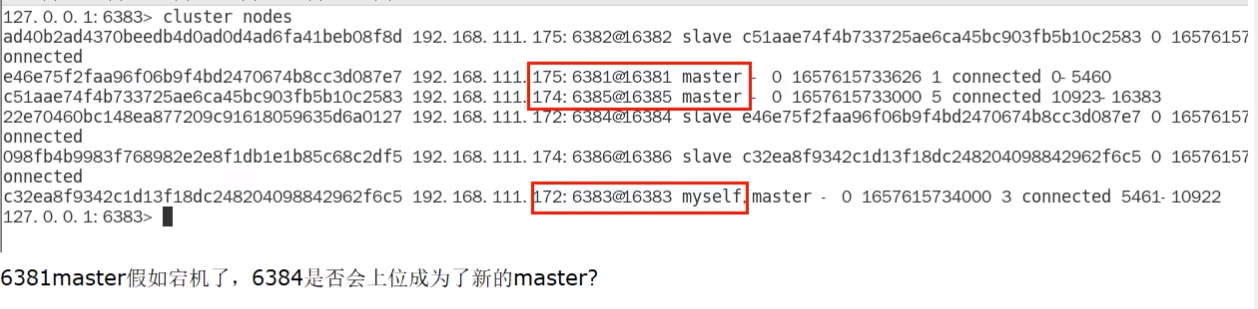 127.0.0.1:6383> cluster nodes
ad40b2ad4370beedb4d0ad0d4ad6fa41beb08f8d 192.168.111.175:6382@16382 slave c51aae74f4b733725ae6ca45bc903fb5b10c2583 0 16576157
onnected
e46e75f2faa96f06b9f4bd2470674b8cc3d087e7 192.168.111.175:6381@16381 master - 0 1657615733626 1 connected 0-5460
c51aae74f4b733725ae6ca45bc903fb5b10c2583 192.168.111.174:6385@16385 master - 0 1657615733000 5 connected 10923-16383
22e70460bc148ea877209c91618059635d6a0127 192.168.111.172:6384@16384 slave e46e75f2faa96f06b9f4bd2470674b8cc3d087e7 0 16576157
onnected
098fb4b9983f768982e2e8f1db1e1b85c68c2df5 192.168.111.174:6386@16386 slave c32ea8f9342c1d13f18dc248204098842962f6c5 0 16576157
onnected
c32ea8f9342c1d13f18dc248204098842962f6c5 192.168.111.172:6383@16383 myself,master - 0 1657615734000 3 connected 5461-10922
127.0.0.1:6383>
6381master假如宕机了，6384是否会上位成为了新的master?